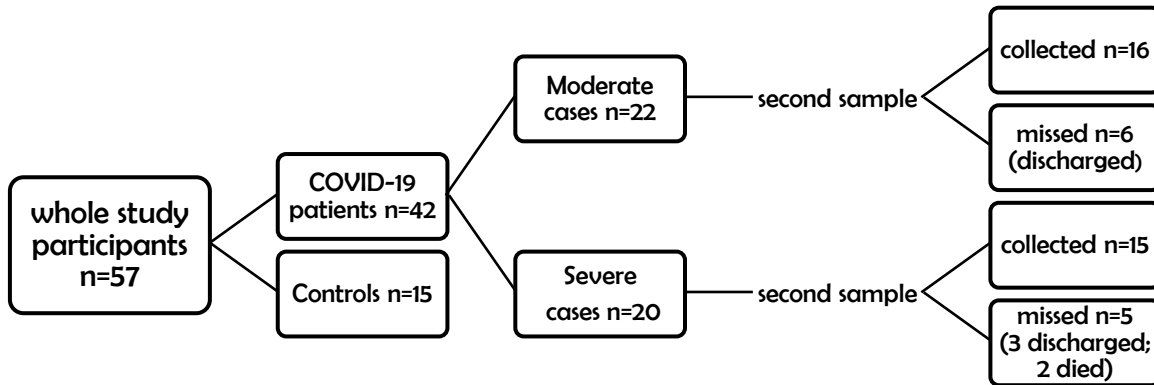 whole study
participants
n=57
COVID-19
patients n=42
Controls n=15
Moderate
cases n=22
second sample
collected n=16
missed n=6
(discharged)
Severe
cases n=20
second sample
collected n=15
missed n=5
(3 discharged;
2 died)